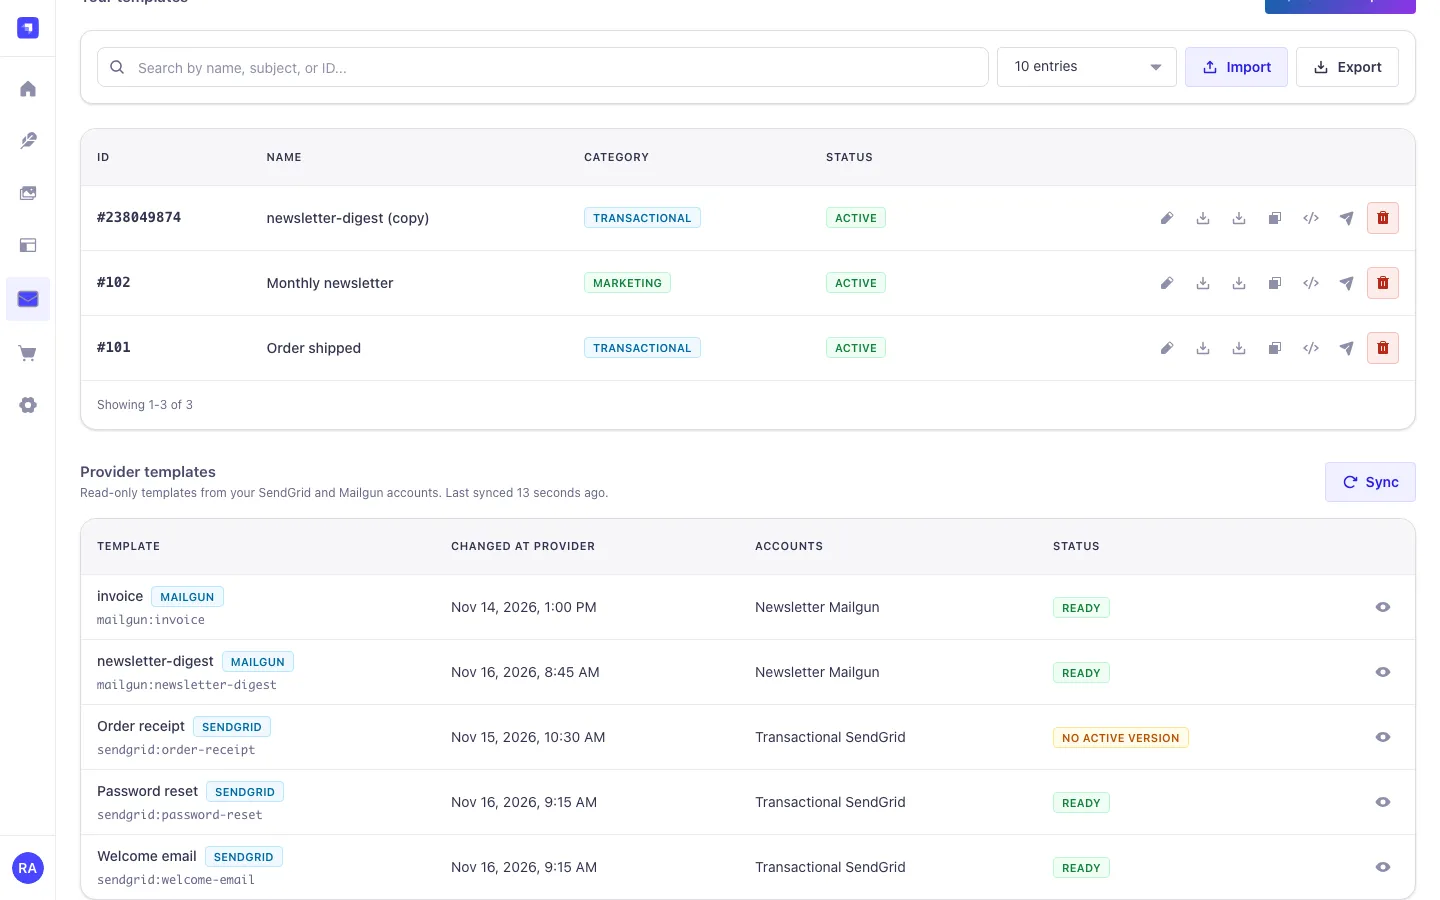 Your templates
Search by name, subject, or ID...
10 entries
Import
Export
ID NAME CATEGORY STATUS
#238049874 newsletter-digest (copy) TRANSACTIONAL ACTIVE
#102 Monthly newsletter MARKETING ACTIVE
#101 Order shipped TRANSACTIONAL ACTIVE
Showing 1-3 of 3
Provider templates
Read-only templates from your SendGrid and Mailgun accounts. Last synced 13 seconds ago.
Sync
TEMPLATE CHANGED AT PROVIDER ACCOUNTS STATUS
invoice MAILGUN
mailgun:invoice
Nov 14, 2026, 1:00 PM Newsletter Mailgun READY
newsletter-digest MAILGUN
mailgun:newsletter-digest
Nov 16, 2026, 8:45 AM Newsletter Mailgun READY
Order receipt SENDGRID
sendgrid:order-receipt
Nov 15, 2026, 10:30 AM Transactional SendGrid NO ACTIVE VERSION
Password reset SENDGRID
sendgrid:password-reset
Nov 16, 2026, 9:15 AM Transactional SendGrid READY
Welcome email SENDGRID
sendgrid:welcome-email
Nov 16, 2026, 9:15 AM Transactional SendGrid READY
RA